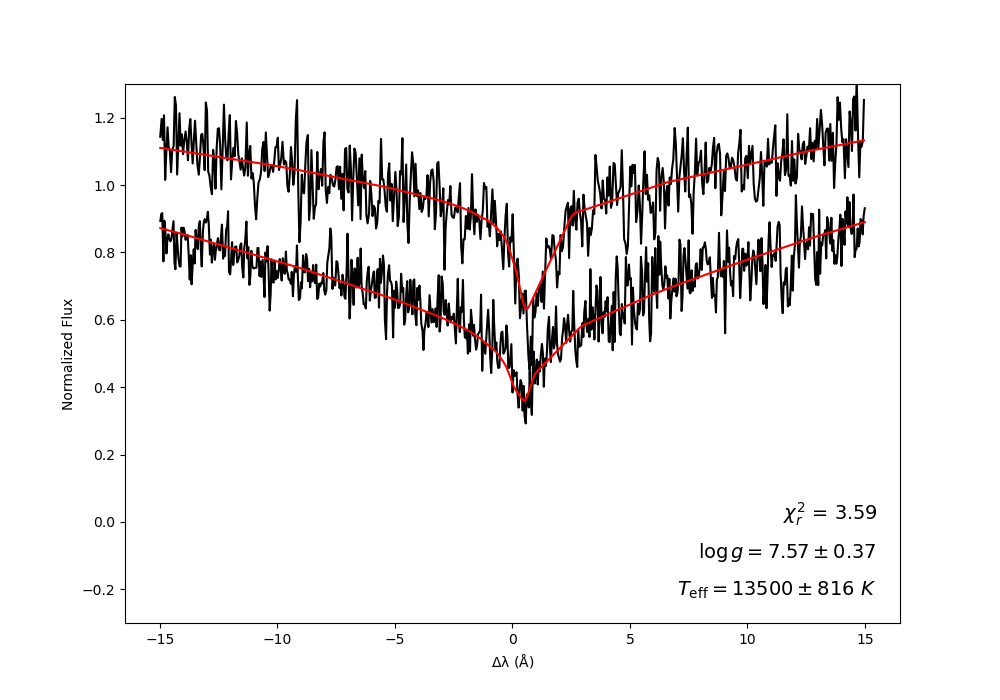 1.2
1.0
0.8
0.6
0.4
0.2
0.0
−0.2
Normalized Flux
χ²ᵣ = 3.59
log g = 7.57 ± 0.37
T_eff = 13500 ± 816 K
−15 −10 −5 0 5 10 15
Δλ (Å)